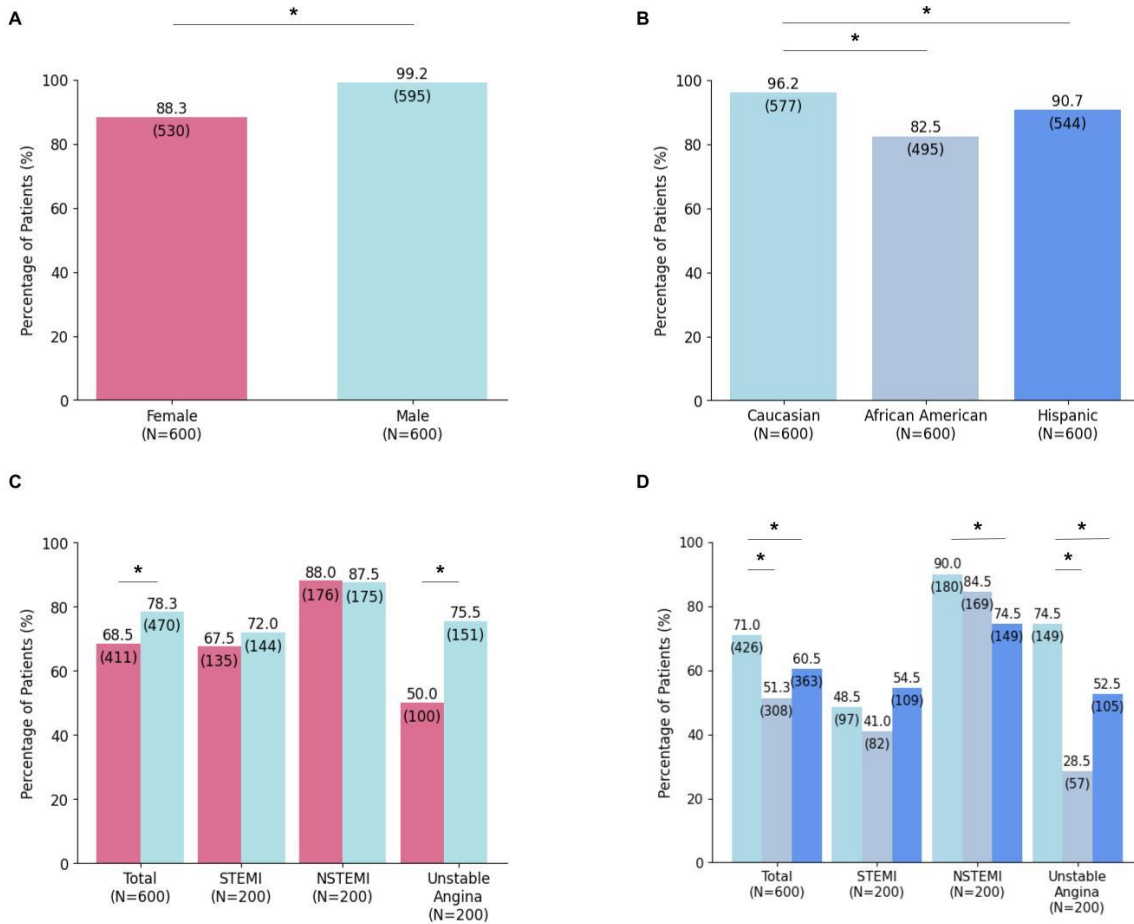 A
*
Percentage of Patients (%)
100
80
60
40
20
0
88.3
(530)
99.2
(595)
Female
(N=600)
Male
(N=600)
B
*
*
Percentage of Patients (%)
100
80
60
40
20
0
96.2
(577)
82.5
(495)
90.7
(544)
Caucasian
(N=600)
African American
(N=600)
Hispanic
(N=600)
C
Percentage of Patients (%)
100
80
60
40
20
0
*
*
68.5
(411)
78.3
(470)
67.5
(135)
72.0
(144)
88.0
(176)
87.5
(175)
50.0
(100)
75.5
(151)
Total
(N=600)
STEMI
(N=200)
NSTEMI
(N=200)
Unstable
Angina
(N=200)
D
Percentage of Patients (%)
100
80
60
40
20
0
*
*
*
*
*
71.0
(426)
51.3
(308)
60.5
(363)
48.5
(97)
41.0
(82)
54.5
(109)
90.0
(180)
84.5
(169)
74.5
(149)
74.5
(149)
28.5
(57)
52.5
(105)
Total
(N=600)
STEMI
(N=200)
NSTEMI
(N=200)
Unstable
Angina
(N=200)